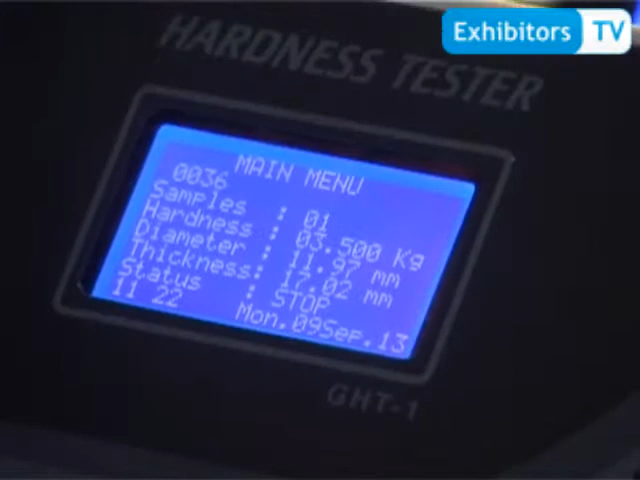 Exhibitors TV
HARDNESS TESTER
MAIN MENU
0036
Samples : 01
Hardness : 03.500 Kg
Diameter : 11.97 mm
Thickness: 17.02 mm
Status : STOP
11 22 Mon.09Sep.13
GHT-1